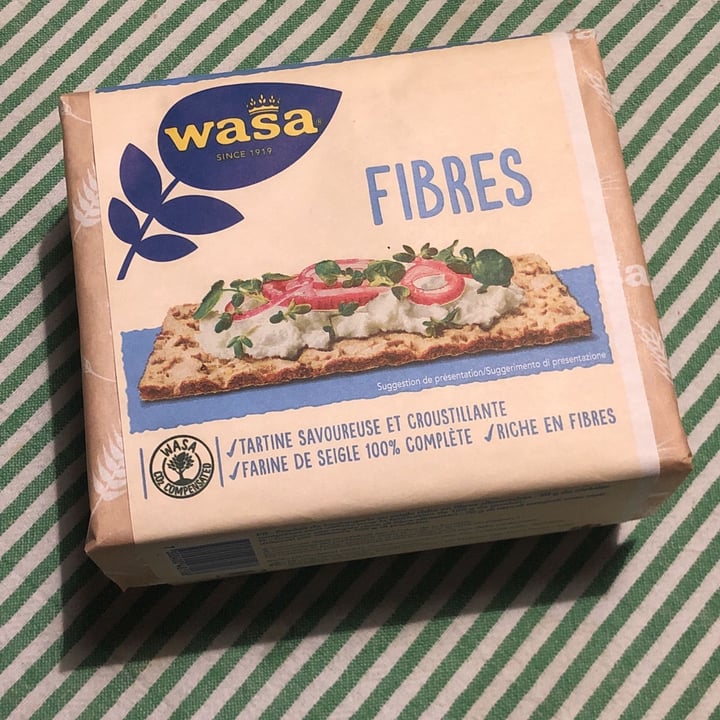 wasa
SINCE 1919
FIBRES
Suggestion de présentation/Suggerimento di presentazione
WASA
CO₂ COMPENSATED
✓TARTINE SAVOUREUSE ET CROUSTILLANTE
✓FARINE DE SEIGLE 100% COMPLÈTE ✓RICHE EN FIBRES